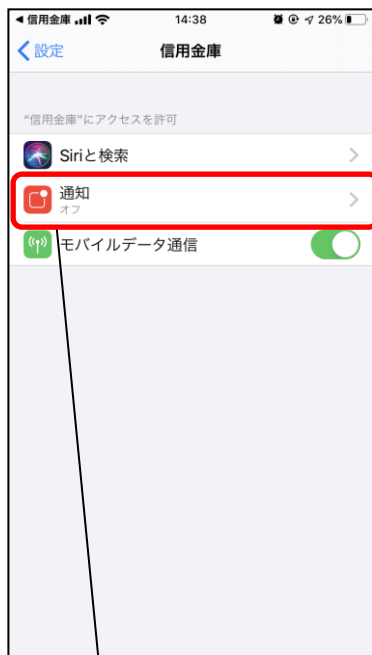 信用金庫 14:38 26%
設定 信用金庫
"信用金庫"にアクセスを許可
Siriと検索
通知
オフ
モバイルデータ通信